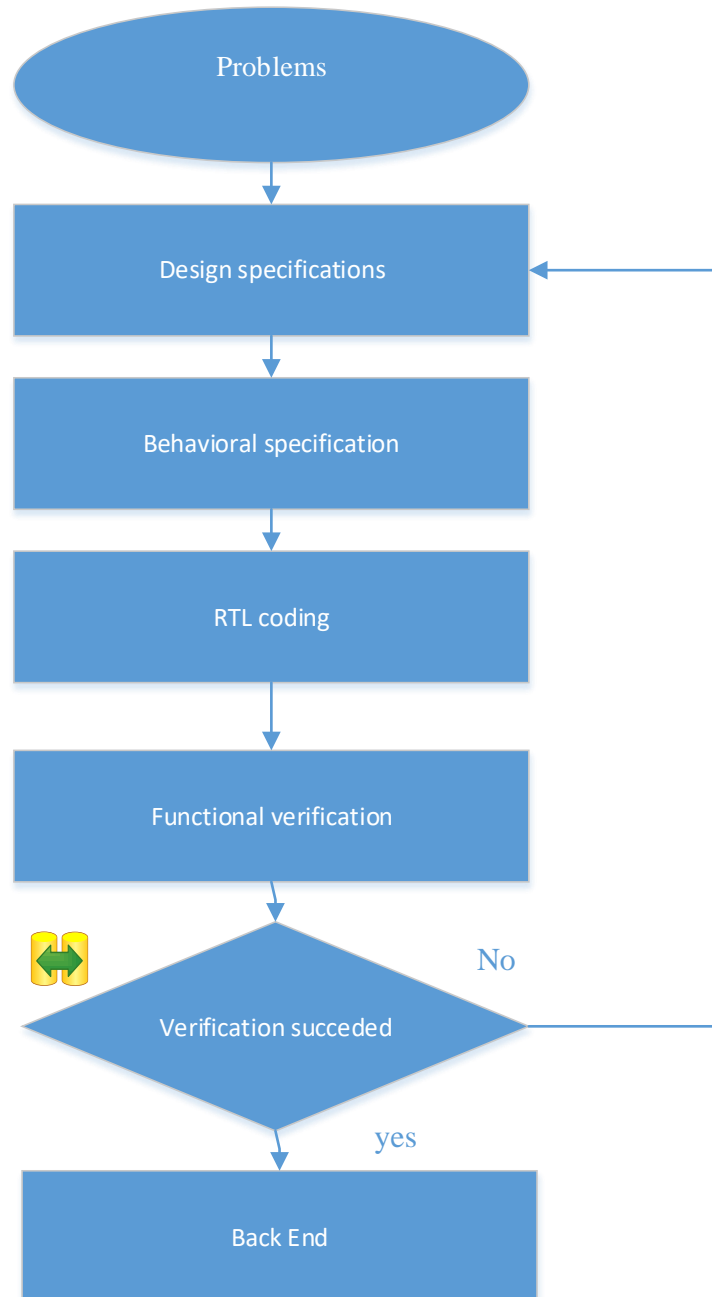 Problems
Design specifications
Behavioral specification
RTL coding
Functional verification
No
Verification succeded
yes
Back End